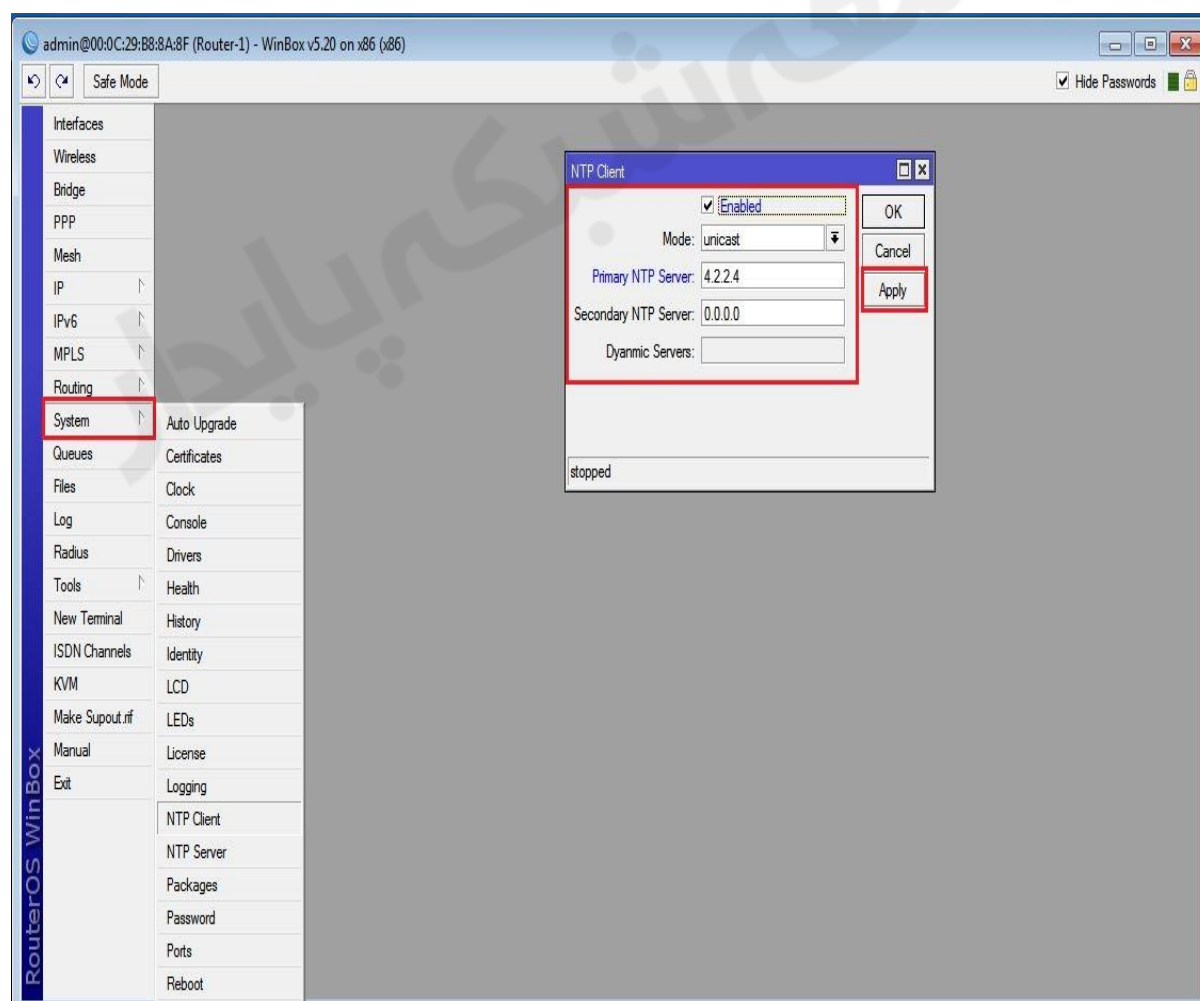 admin@00:0C:29:B8:8A:8F (Router-1) - WinBox v5.20 on x86 (x86)
Safe Mode
Hide Passwords
Interfaces
Wireless
Bridge
PPP
Mesh
IP
IPv6
MPLS
Routing
System
Queues
Files
Log
Radius
Tools
New Terminal
ISDN Channels
KVM
Make Supout.rif
Manual
Exit
RouterOS WinBox
Auto Upgrade
Certificates
Clock
Console
Drivers
Health
History
Identity
LCD
LEDs
License
Logging
NTP Client
NTP Server
Packages
Password
Ports
Reboot
NTP Client
Enabled
Mode: unicast
Primary NTP Server: 4.2.2.4
Secondary NTP Server: 0.0.0.0
Dyanmic Servers:
OK
Cancel
Apply
stopped
شبکه پایدار